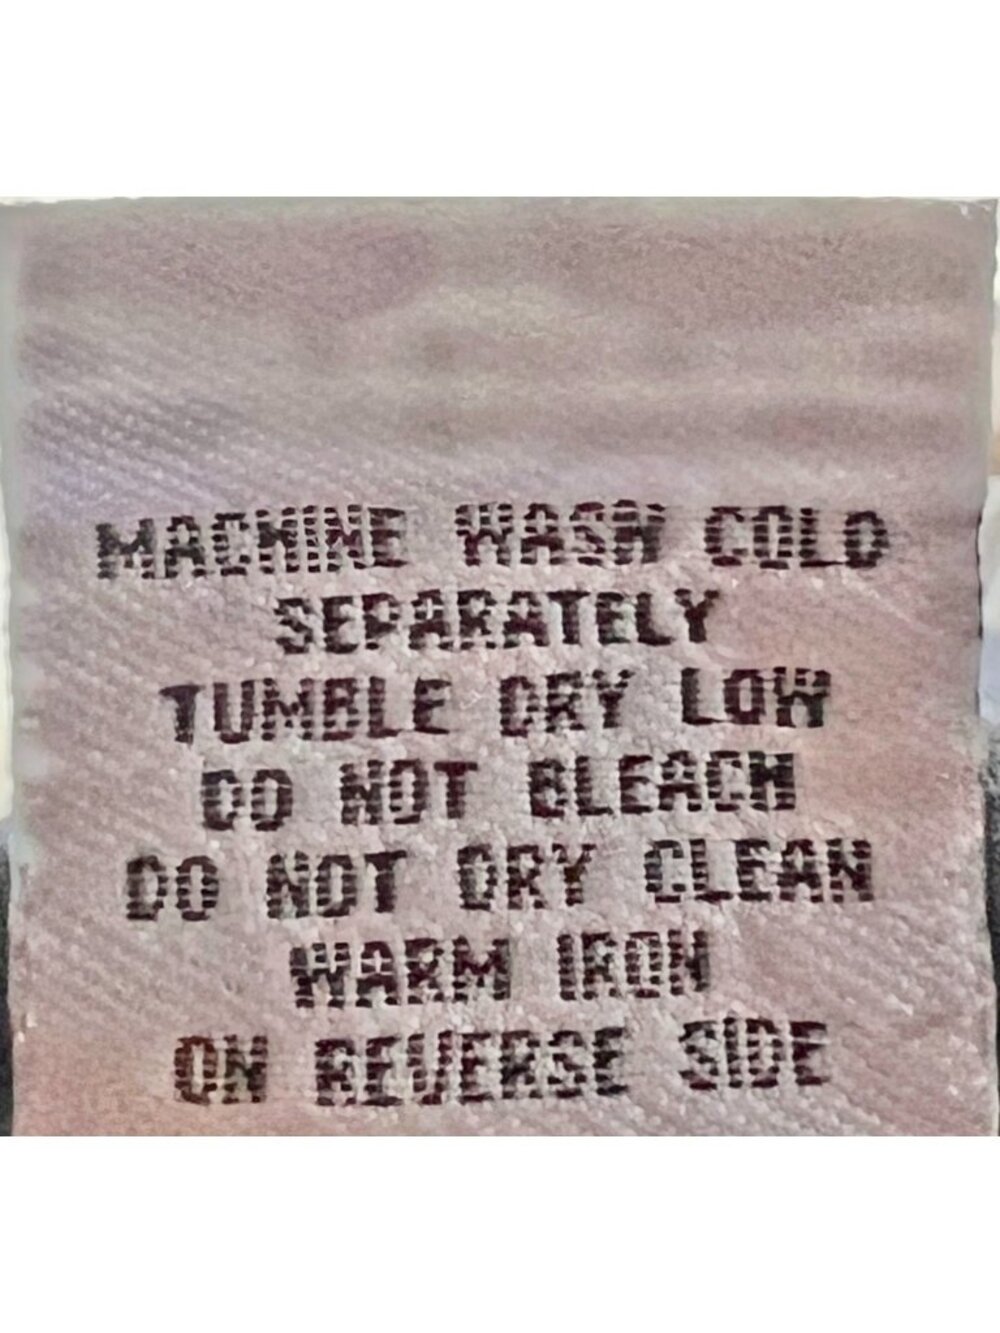 MACHINE WASH COLD
SEPARATELY
TUMBLE DRY LOW
DO NOT BLEACH
DO NOT DRY CLEAN
WARM IRON
ON REVERSE SIDE